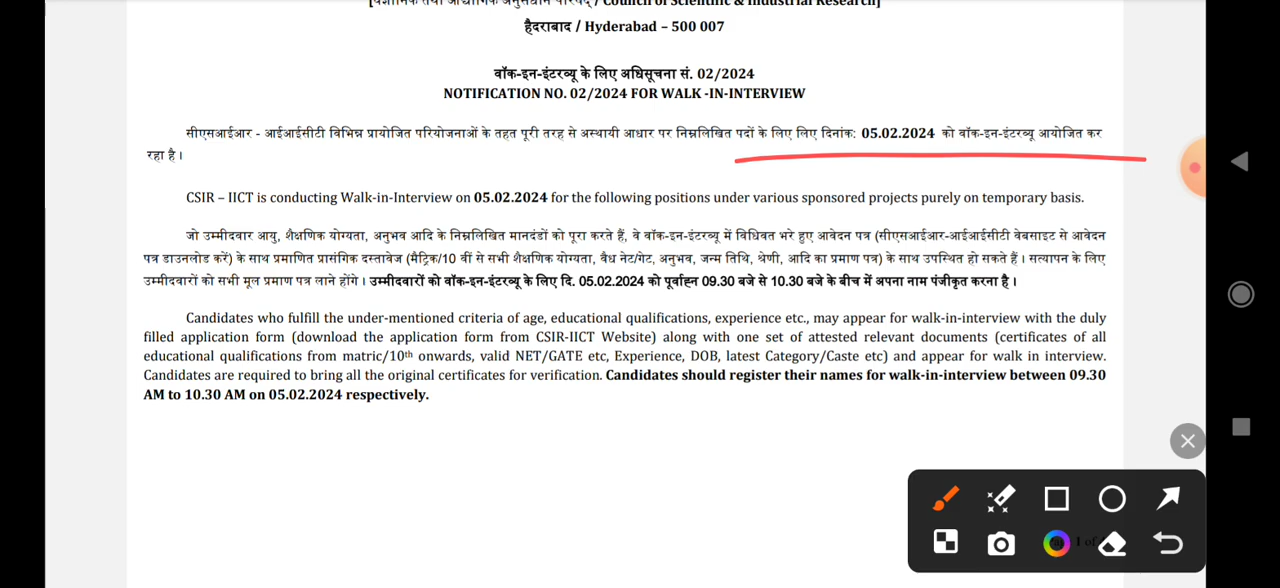 [वैज्ञानिक तथा औद्योगिक अनुसंधान परिषद् / Council of Scientific & Industrial Research]
हैदराबाद / Hyderabad – 500 007
वॉक-इन-इंटरव्यू के लिए अधिसूचना सं. 02/2024
NOTIFICATION NO. 02/2024 FOR WALK -IN-INTERVIEW
सीएसआईआर - आईआईसीटी विभिन्न प्रायोजित परियोजनाओं के तहत पूरी तरह से अस्थायी आधार पर निम्नलिखित पदों के लिए लिए दिनांक: 05.02.2024 को वॉक-इन-इंटरव्यू आयोजित कर
रहा है।
CSIR – IICT is conducting Walk-in-Interview on 05.02.2024 for the following positions under various sponsored projects purely on temporary basis.
जो उम्मीदवार आयु, शैक्षणिक योग्यता, अनुभव आदि के निम्नलिखित मानदंडों को पूरा करते हैं, वे वॉक-इन-इंटरव्यू में विधिवत भरे हुए आवेदन पत्र (सीएसआईआर-आईआईसीटी वेबसाइट से आवेदन
पत्र डाउनलोड करें) के साथ प्रमाणित प्रासंगिक दस्तावेज (मैट्रिक/10 वीं से सभी शैक्षणिक योग्यता, वैध नेट/गेट, अनुभव, जन्म तिथि, श्रेणी, आदि का प्रमाण पत्र) के साथ उपस्थित हो सकते हैं। सत्यापन के लिए
उम्मीदवारों को सभी मूल प्रमाण पत्र लाने होंगे। उम्मीदवारों को वॉक-इन-इंटरव्यू के लिए दि. 05.02.2024 को पूर्वाह्न 09.30 बजे से 10.30 बजे के बीच में अपना नाम पंजीकृत करना है।
Candidates who fulfill the under-mentioned criteria of age, educational qualifications, experience etc., may appear for walk-in-interview with the duly
filled application form (download the application form from CSIR-IICT Website) along with one set of attested relevant documents (certificates of all
educational qualifications from matric/10th onwards, valid NET/GATE etc, Experience, DOB, latest Category/Caste etc) and appear for walk in interview.
Candidates are required to bring all the original certificates for verification. Candidates should register their names for walk-in-interview between 09.30
AM to 10.30 AM on 05.02.2024 respectively.